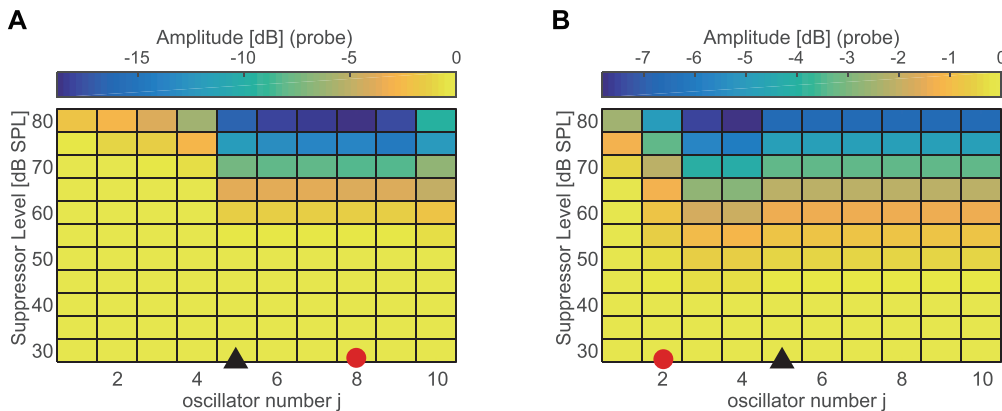 A
Amplitude [dB] (probe)
-15 -10 -5 0
Suppressor Level [dB SPL]
80
70
60
50
40
30
2 4 6 8 10
oscillator number j
B
Amplitude [dB] (probe)
-7 -6 -5 -4 -3 -2 -1 0
Suppressor Level [dB SPL]
80
70
60
50
40
30
2 4 6 8 10
oscillator number j